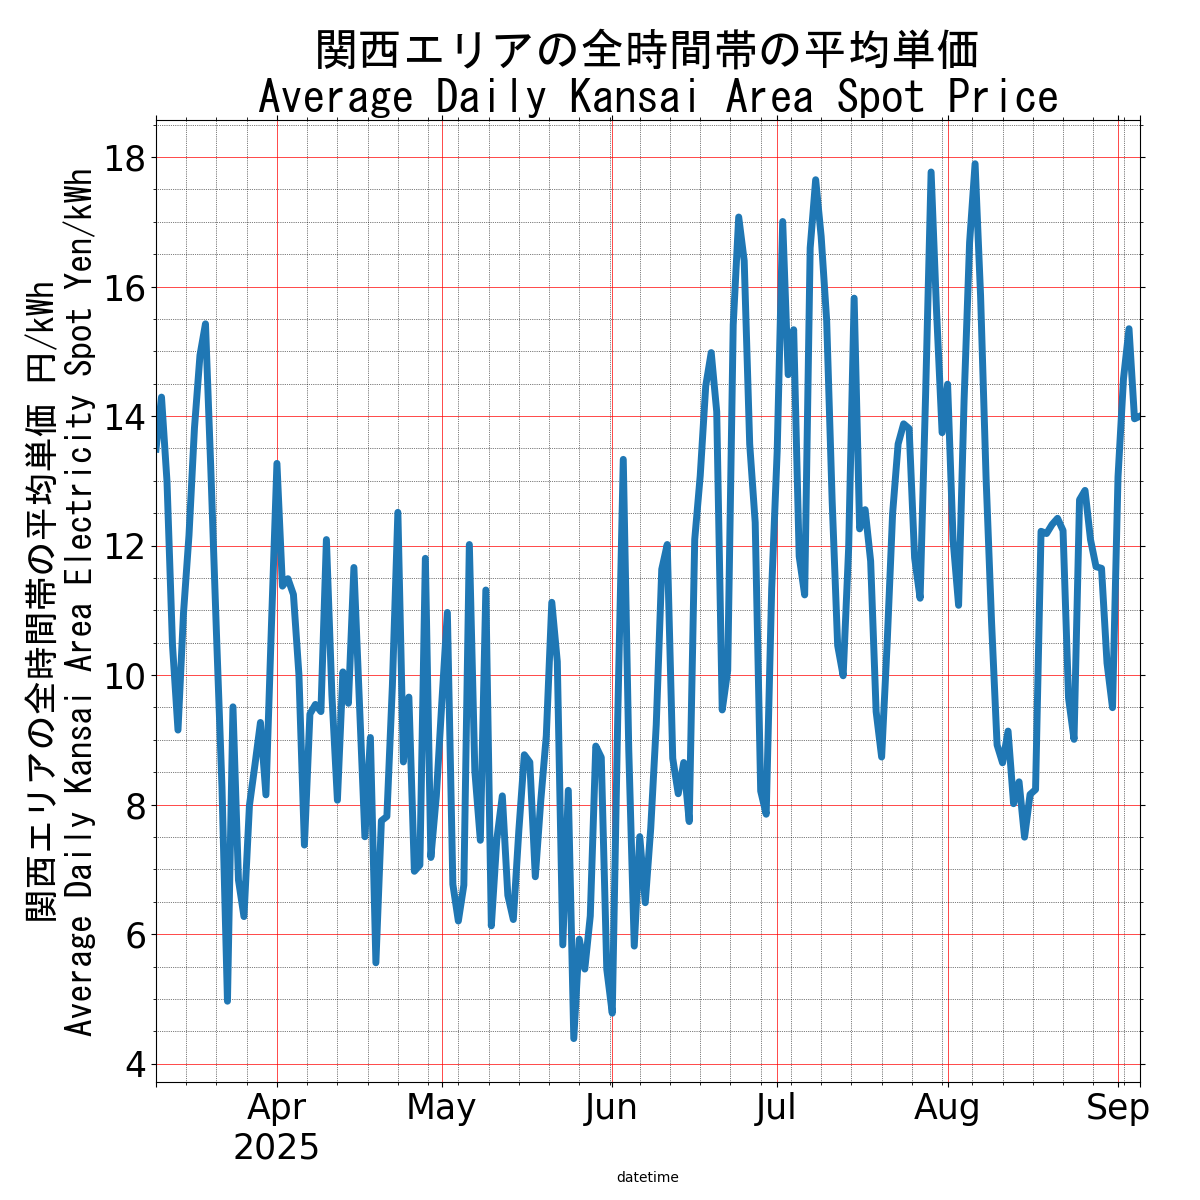 関西エリアの全時間帯の平均単価
Average Daily Kansai Area Spot Price
関西エリアの全時間帯の平均単価 円/kWh
Average Daily Kansai Area Electricity Spot Yen/kWh
18
16
14
12
10
8
6
4
Apr
2025
May
Jun
Jul
Aug
Sep
datetime